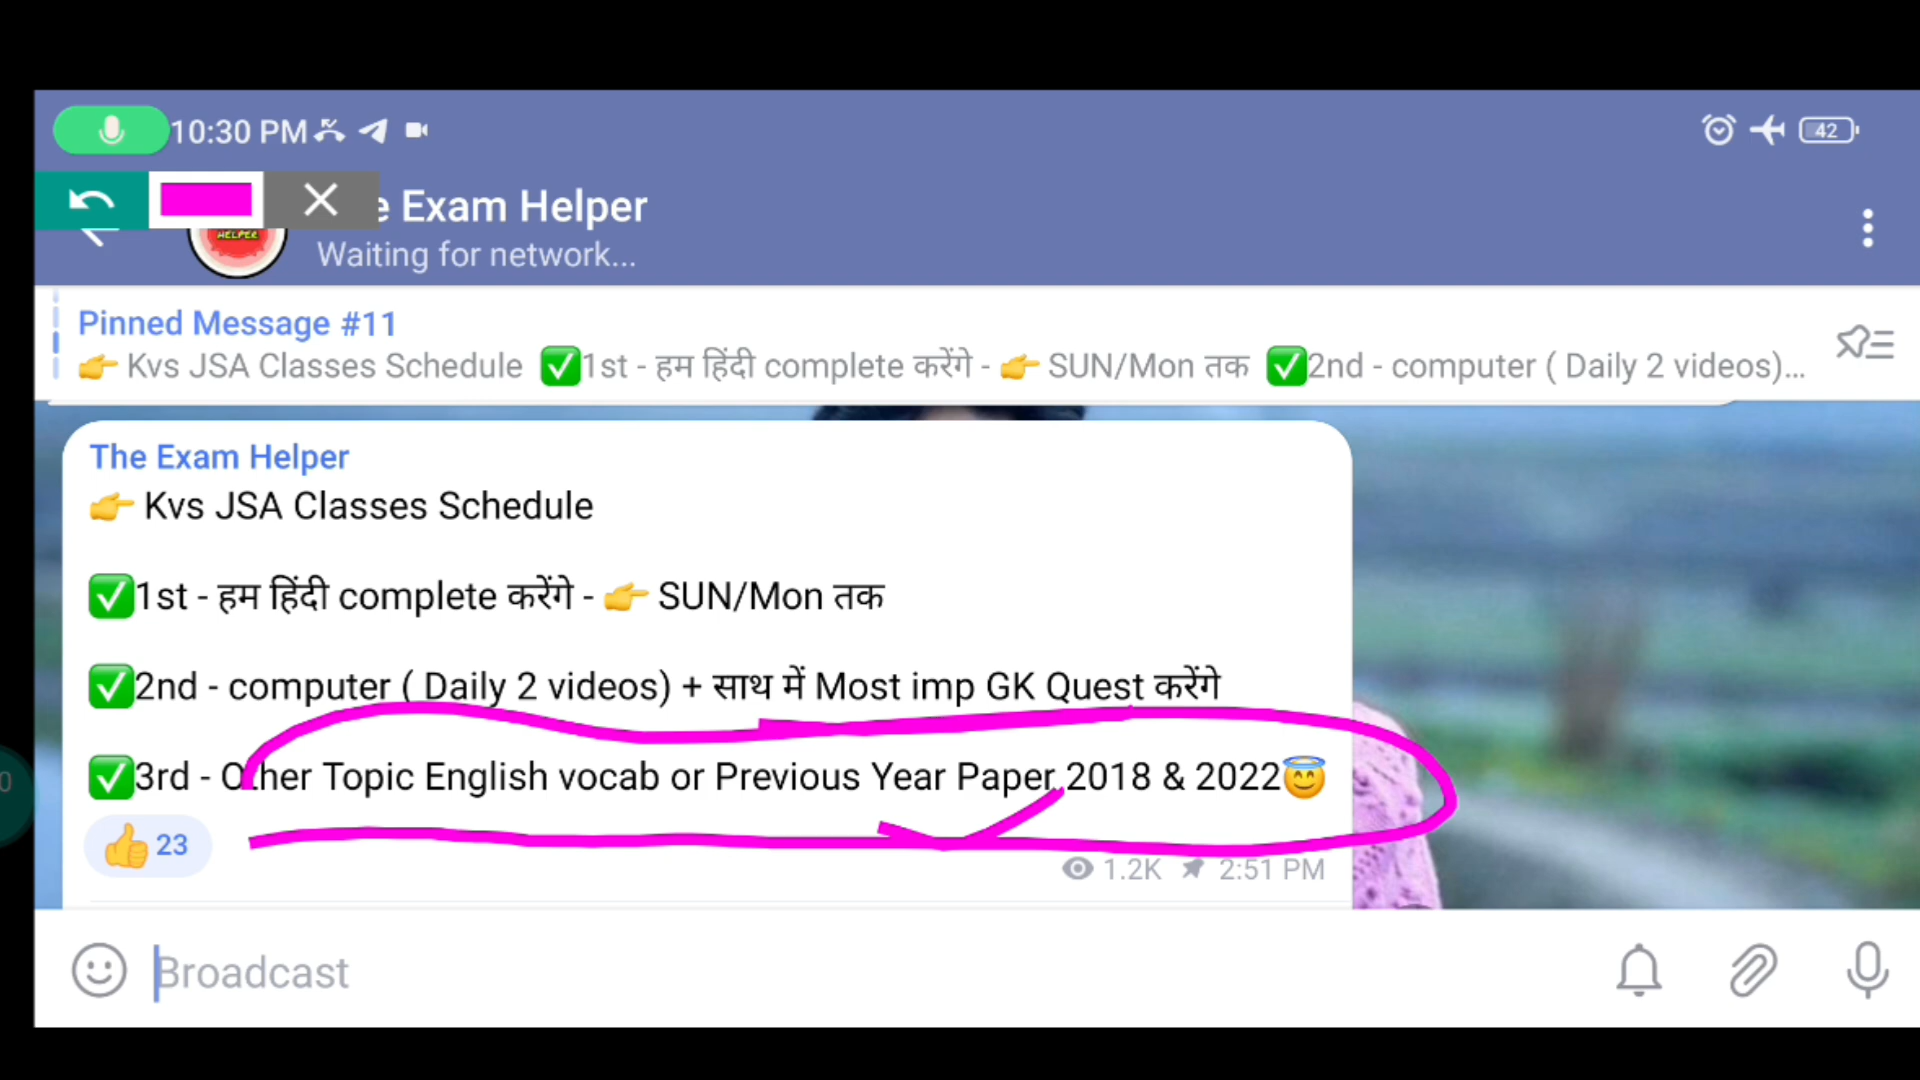 10:30 PM
42
e Exam Helper
HELPER
Waiting for network...
Pinned Message #11
👉 Kvs JSA Classes Schedule ✅1st - हम हिंदी complete करेंगे - 👉 SUN/Mon तक ✅2nd - computer ( Daily 2 videos)...
The Exam Helper
👉 Kvs JSA Classes Schedule
✅1st - हम हिंदी complete करेंगे - 👉 SUN/Mon तक
✅2nd - computer ( Daily 2 videos) + साथ में Most imp GK Quest करेंगे
✅3rd - Other Topic English vocab or Previous Year Paper 2018 & 2022😇
👍 23
1.2K 2:51 PM
Broadcast
0